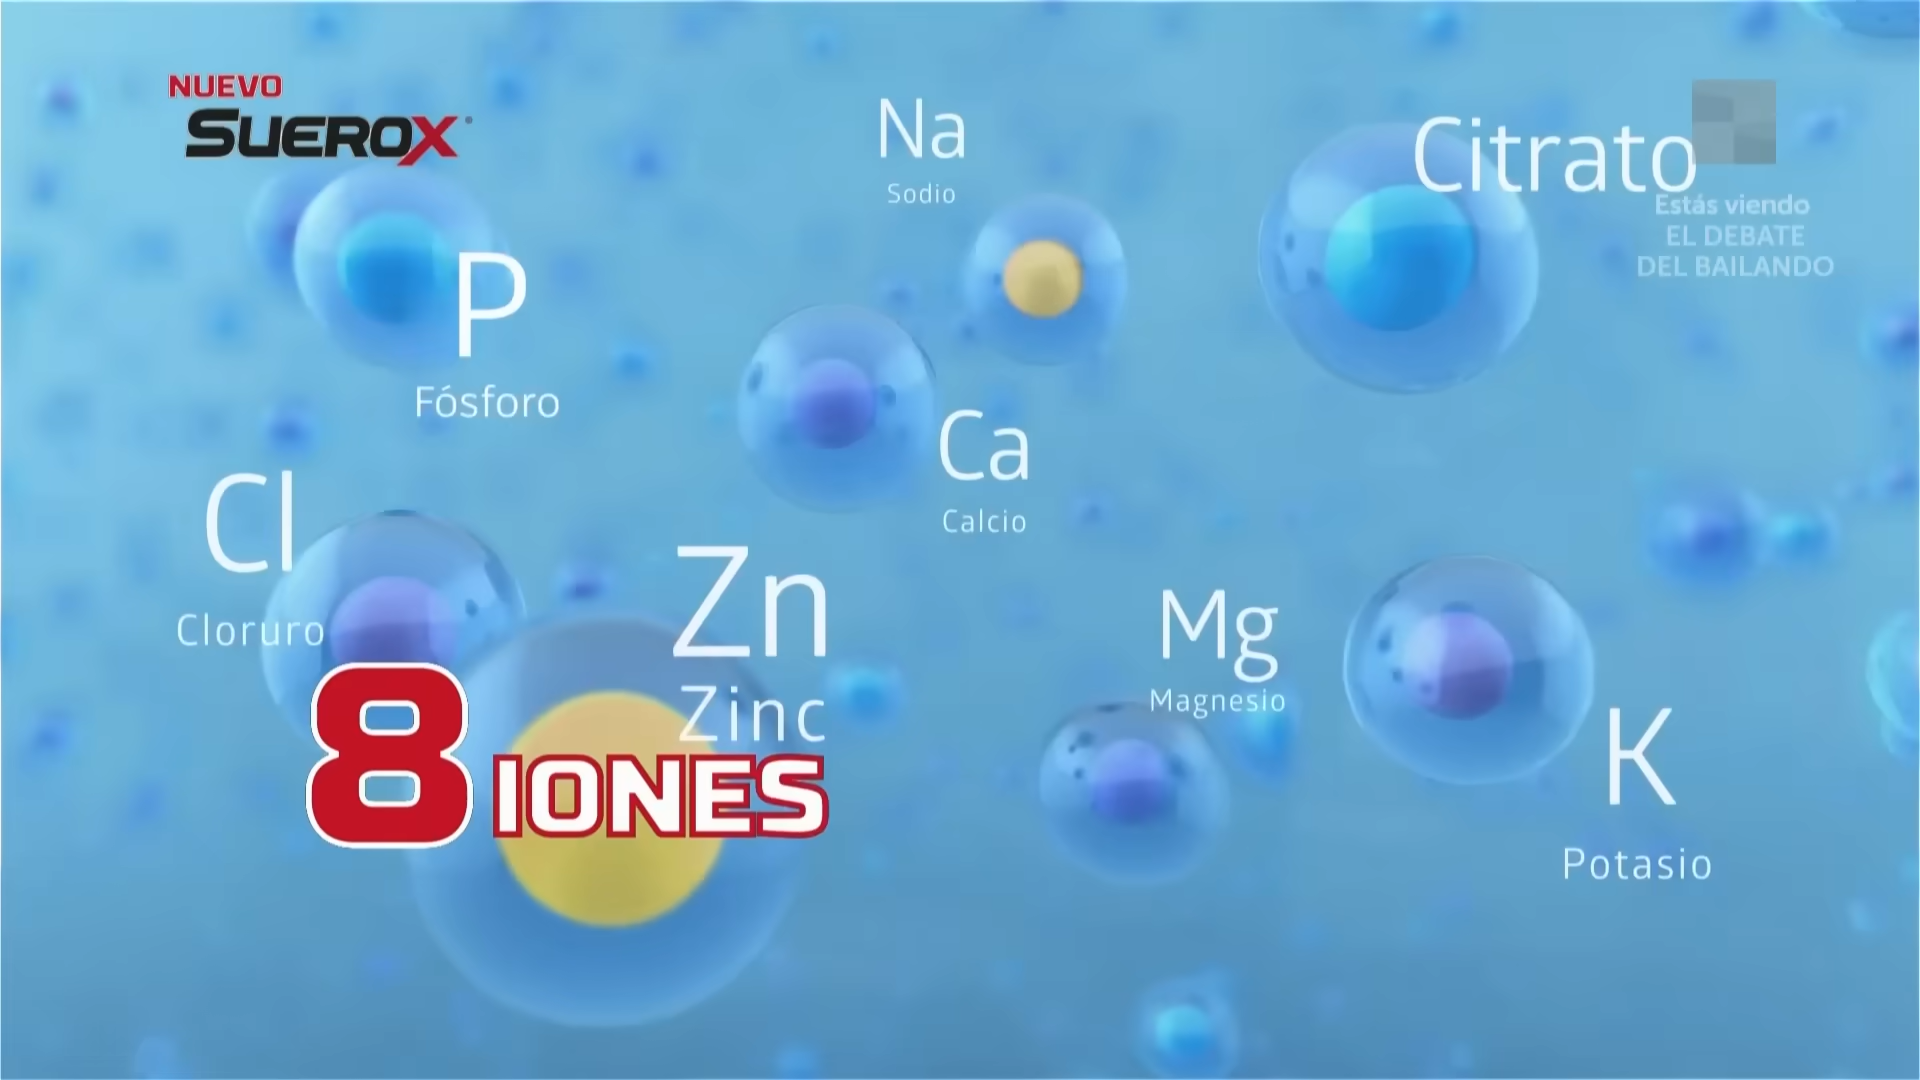 NUEVO
SUEROX
Na
Sodio
Citrato
Estás viendo
EL DEBATE
DEL BAILANDO
P
Fósforo
Ca
Calcio
Cl
Cloruro
Zn
Zinc
Mg
Magnesio
K
Potasio
8 IONES